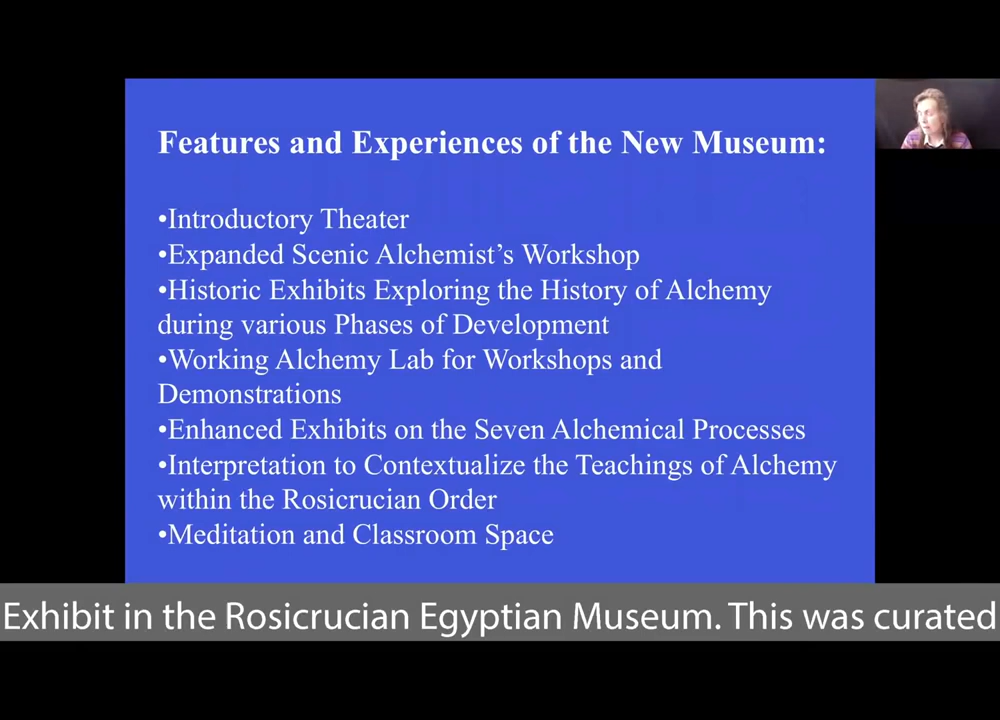 Features and Experiences of the New Museum:
•Introductory Theater
•Expanded Scenic Alchemist’s Workshop
•Historic Exhibits Exploring the History of Alchemy
during various Phases of Development
•Working Alchemy Lab for Workshops and
Demonstrations
•Enhanced Exhibits on the Seven Alchemical Processes
•Interpretation to Contextualize the Teachings of Alchemy
within the Rosicrucian Order
•Meditation and Classroom Space
Exhibit in the Rosicrucian Egyptian Museum. This was curated